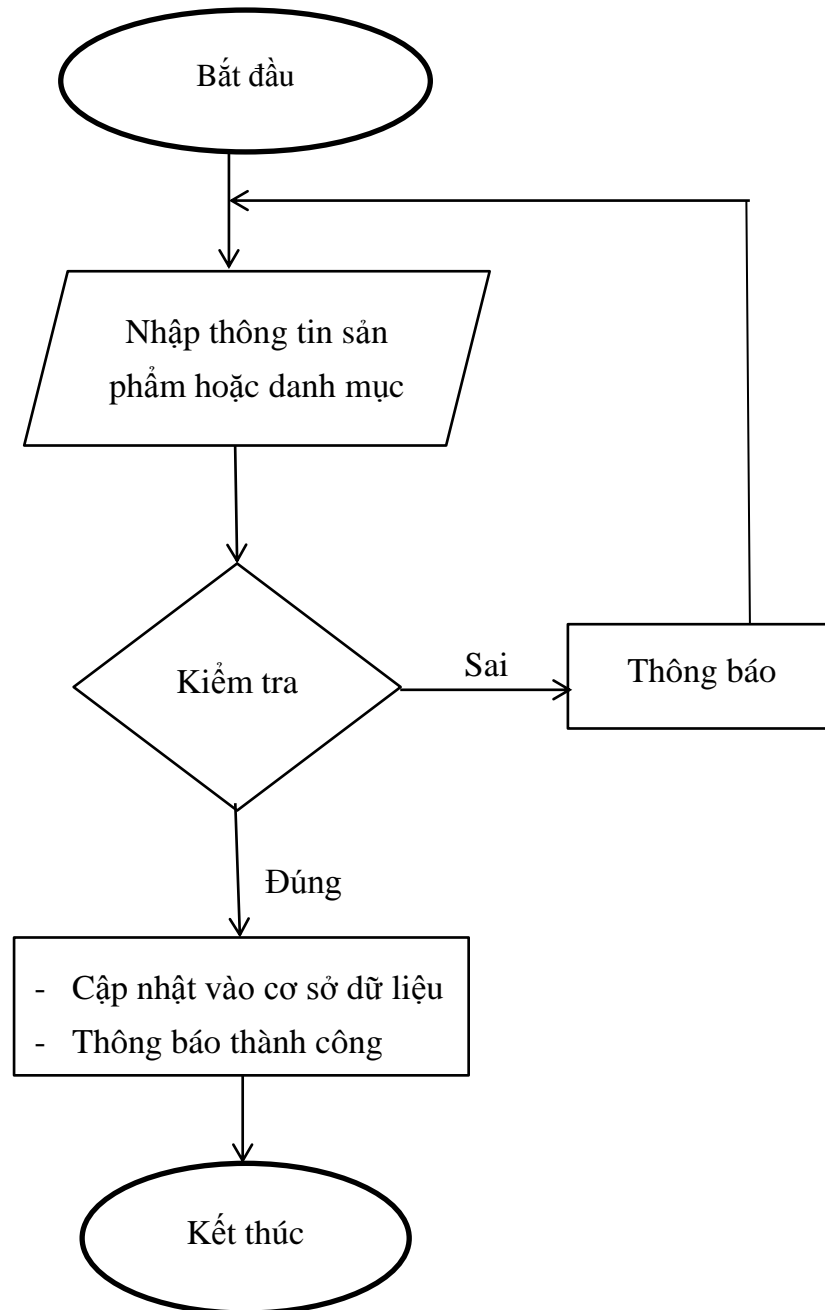 Bắt đầu
Nhập thông tin sản
phẩm hoặc danh mục
Kiểm tra
Sai
Thông báo
Đúng
- Cập nhật vào cơ sở dữ liệu
- Thông báo thành công
Kết thúc